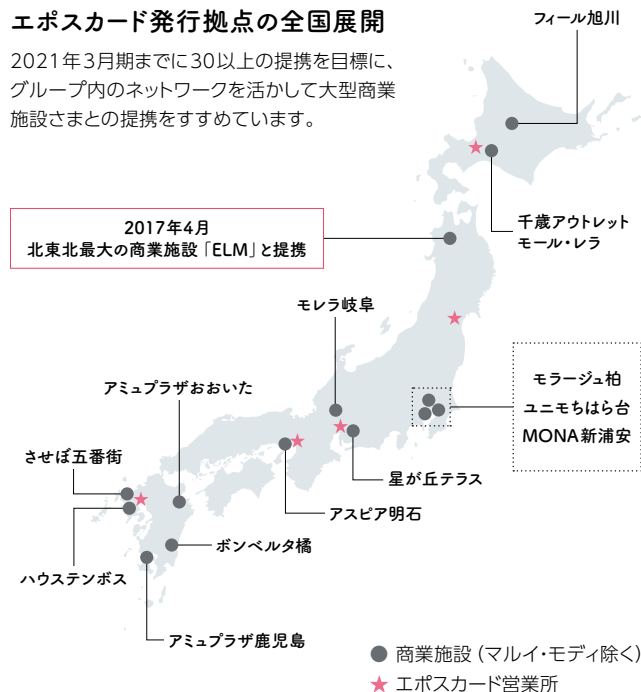 エポスカード発行拠点の全国展開
2021年3月期までに30以上の提携を目標に、
グループ内のネットワークを活かして大型商業
施設さまとの提携をすすめています。
フィール旭川
千歳アウトレット
モール・レラ
2017年4月
北東北最大の商業施設「ELM」と提携
モレラ岐阜
モラージュ柏
ユニモちはら台
MONA新浦安
アミュプラザおおいた
させぼ五番街
星が丘テラス
アスピア明石
ボンベルタ橘
ハウステンボス
アミュプラザ鹿児島
商業施設（マルイ・モディ除く）
エポスカード営業所